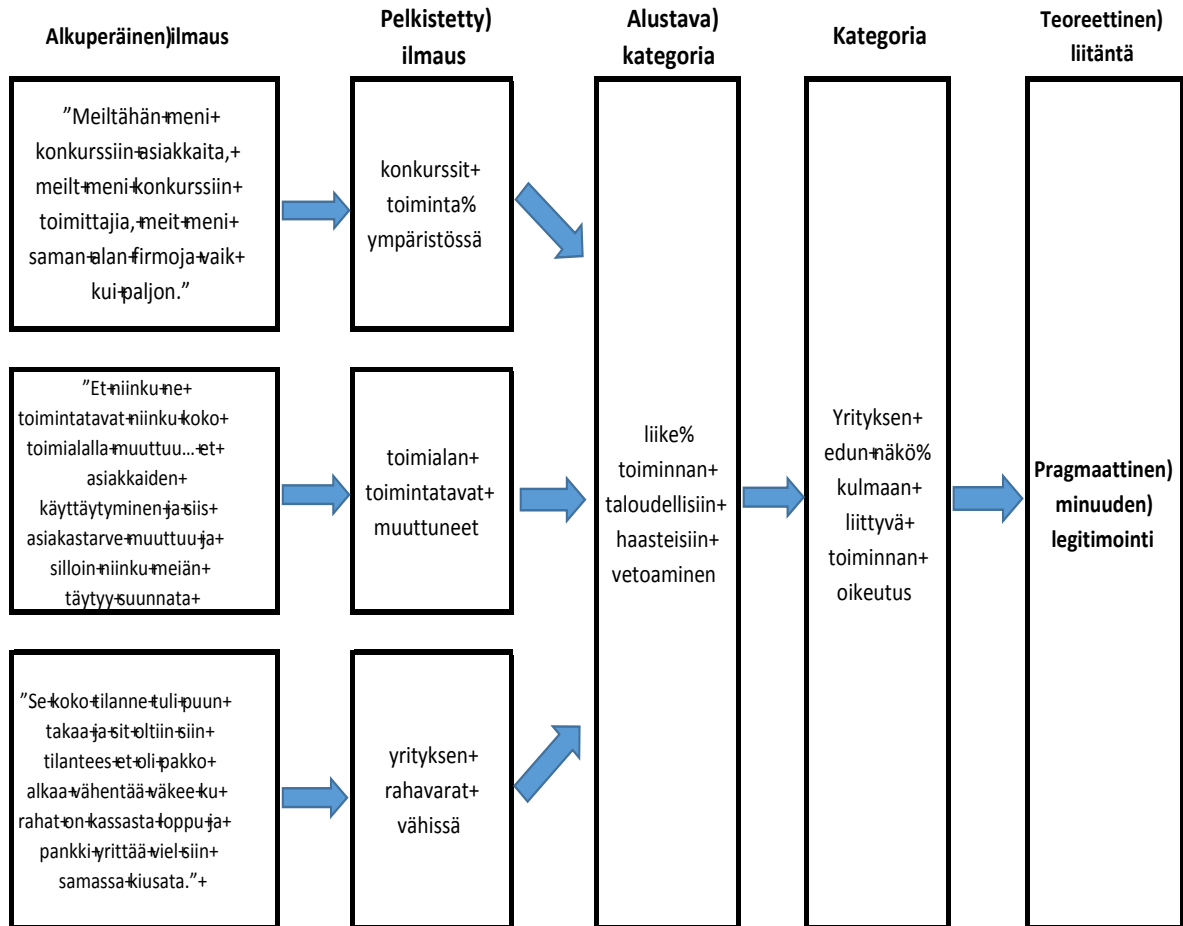 Alkuperäinen)ilmaus
Pelkistetty)
ilmaus
Alustava)
kategoria
Kategoria
Teoreettinen)
liitäntä
"Meiltähän+meni+
konkurssiin+asiakkaita,+
meilt+meni+konkurssiin+
toimittajia,+meit+meni+
saman+alan+firmoja+vaik+
kui+paljon."
konkurssit+
toiminta%
ympäristössä
"Et+niinku+ne+
toimintatavat+niinku+koko+
toimialalla+muuttuu...+et+
asiakkaiden+
käyttäytyminen+ja+siis+
asiakastarve+muuttuu+ja+
silloin+niinku+meiän+
täytyy+suunnata+
toimialan+
toimintatavat+
muuttuneet
"Se+koko+tilanne+tuli+puun+
takaa+ja+sit+oltiin+siin+
tilantees+et+oli+pakko+
alkaa+vähentää+väkee+ku+
rahat+on+kassasta+loppu+ja+
pankki+yrittää+viel+siin+
samassa+kiusata."+
yrityksen+
rahavarat+
vähissä
liike%
toiminnan+
taloudellisiin+
haasteisiin+
vetoaminen
Yrityksen+
edun+näkö%
kulmaan+
liittyvä+
toiminnan+
oikeutus
Pragmaattinen)
minuuden)
legitimointi